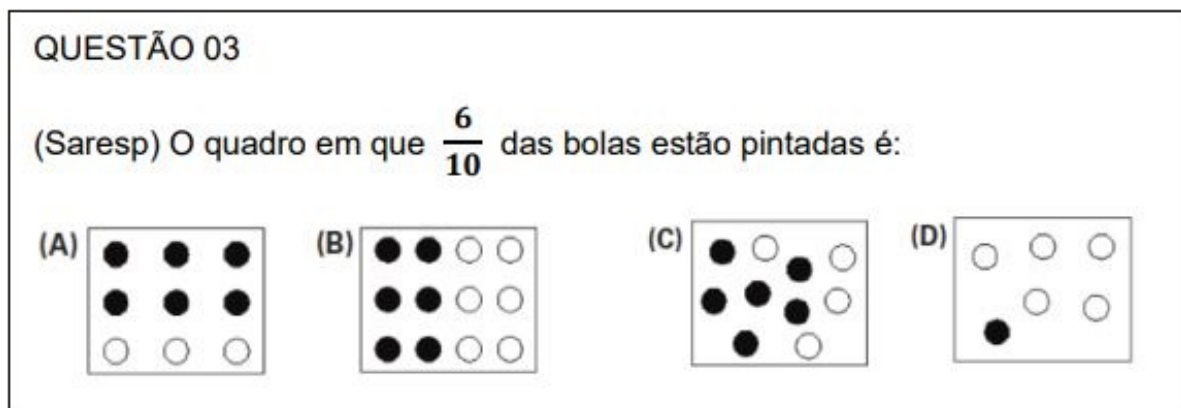 QUESTÃO 03
(Saresp) O quadro em que 6/10 das bolas estão pintadas é:
(A) (B) (C) (D)